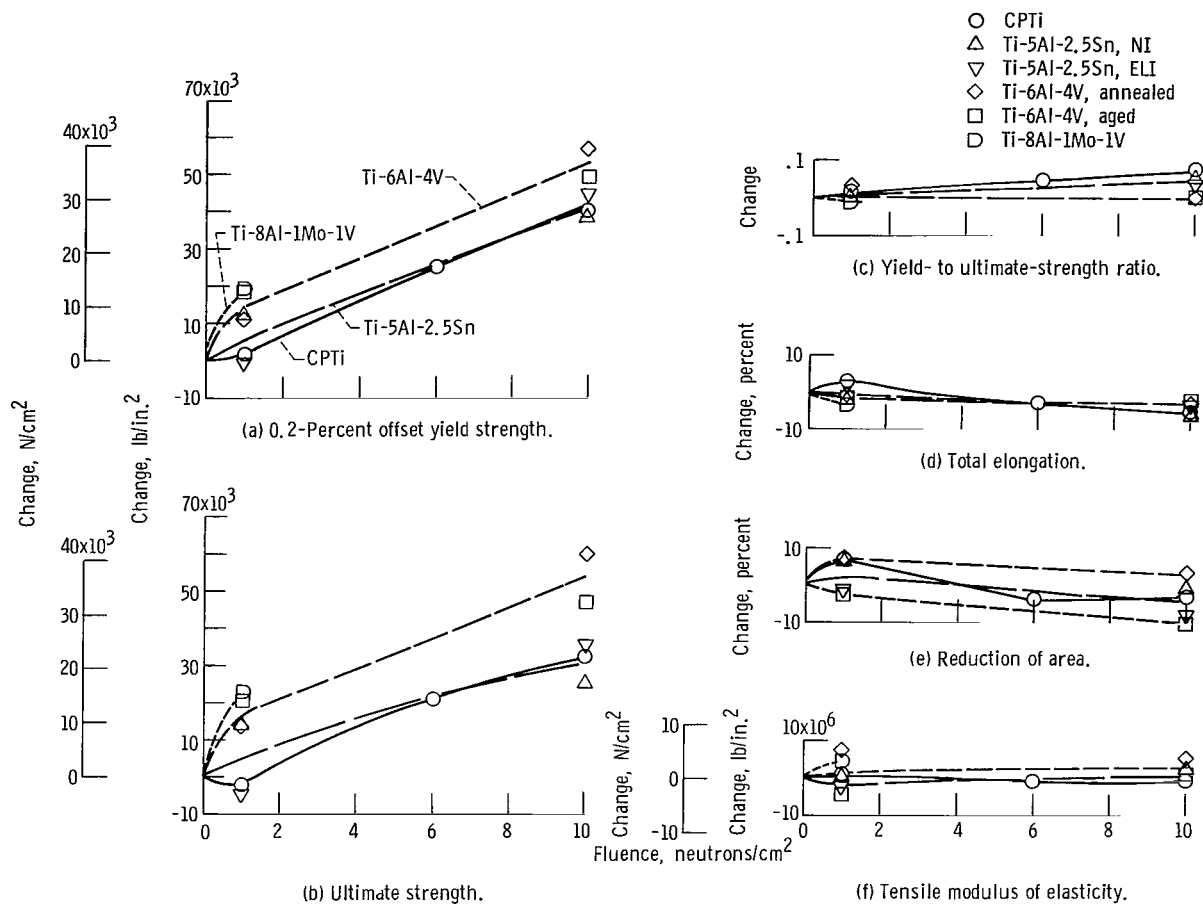 CPTi
Ti-5Al-2.5Sn, NI
Ti-5Al-2.5Sn, ELI
Ti-6Al-4V, annealed
Ti-6Al-4V, aged
Ti-8Al-1Mo-1V
70x10³
50
30
10
-10
40x10³
30
20
10
0
Ti-6Al-4V
Ti-8Al-1Mo-1V
Ti-5Al-2.5Sn
CPTi
(a) 0.2-Percent offset yield strength.
Change, N/cm²
Change, lb/in.²
70x10³
50
30
10
-10
40x10³
30
20
10
0
0 2 4 6 8 10
(b) Ultimate strength.
Change
.1
-.1
(c) Yield- to ultimate-strength ratio.
Change, percent
10
-10
(d) Total elongation.
Change, percent
10
-10
(e) Reduction of area.
Change, N/cm²
10
0
-10
Change, lb/in.²
10x10⁶
-10
0 2 4 6 8 10
Fluence, neutrons/cm²
(f) Tensile modulus of elasticity.